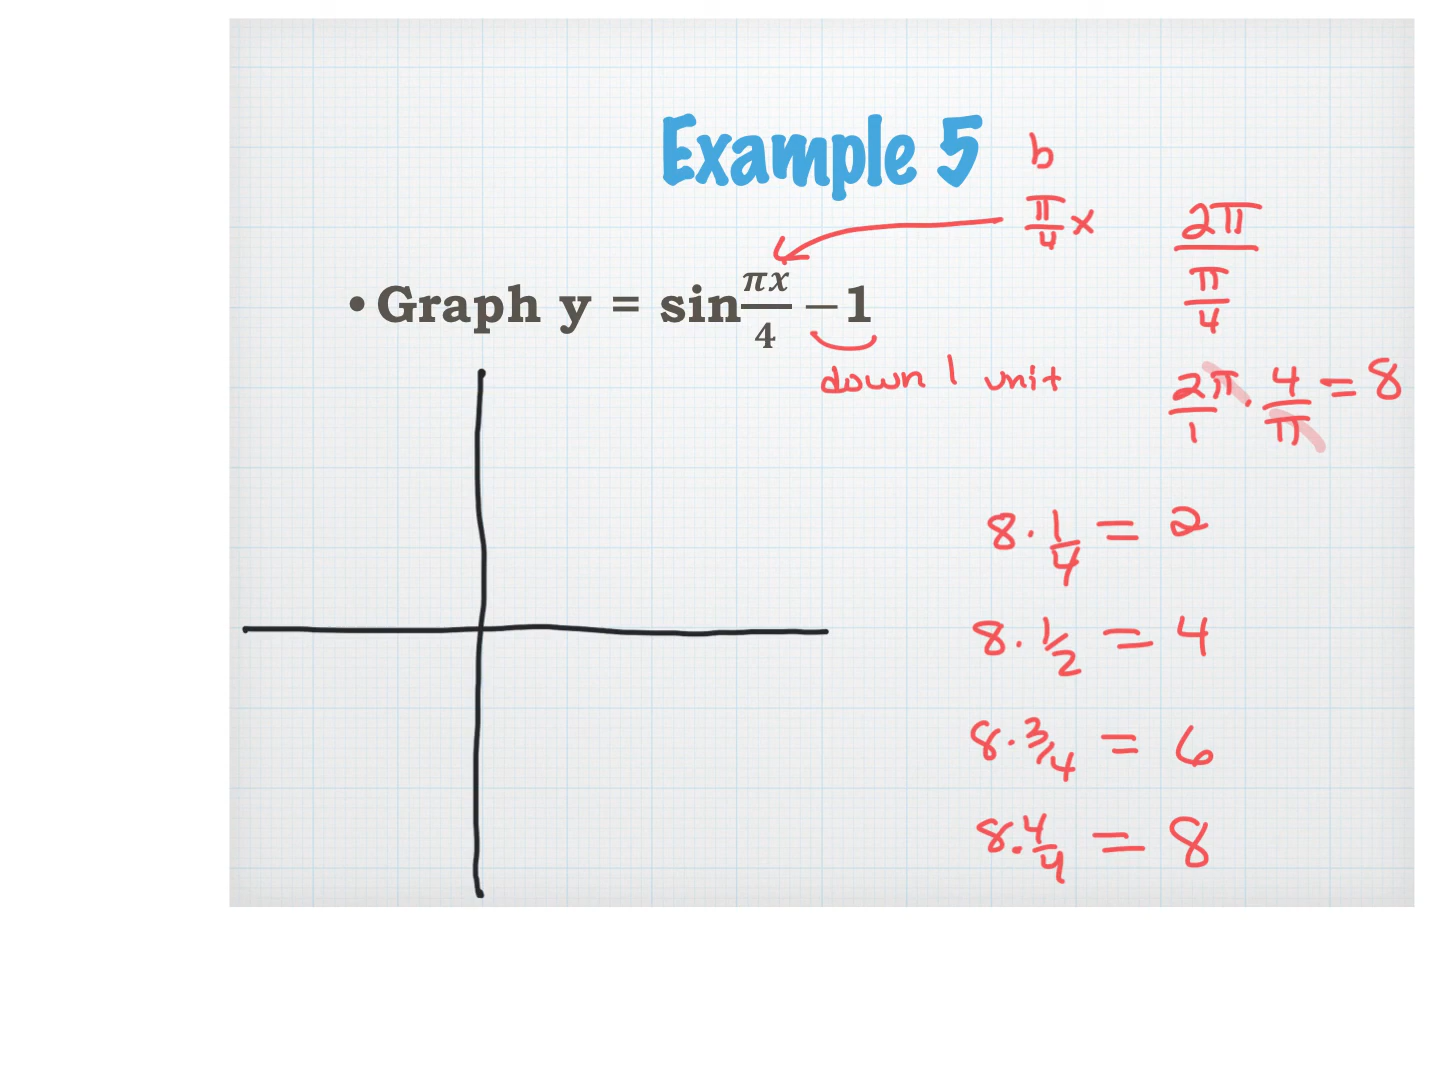 Example 5
b
π/4 x
2π / π/4
• Graph y = sin πx/4 −1
down 1 unit
2π/1 · 4/π = 8
8 · 1/4 = 2
8 · 1/2 = 4
8 · 3/4 = 6
8 · 4/4 = 8